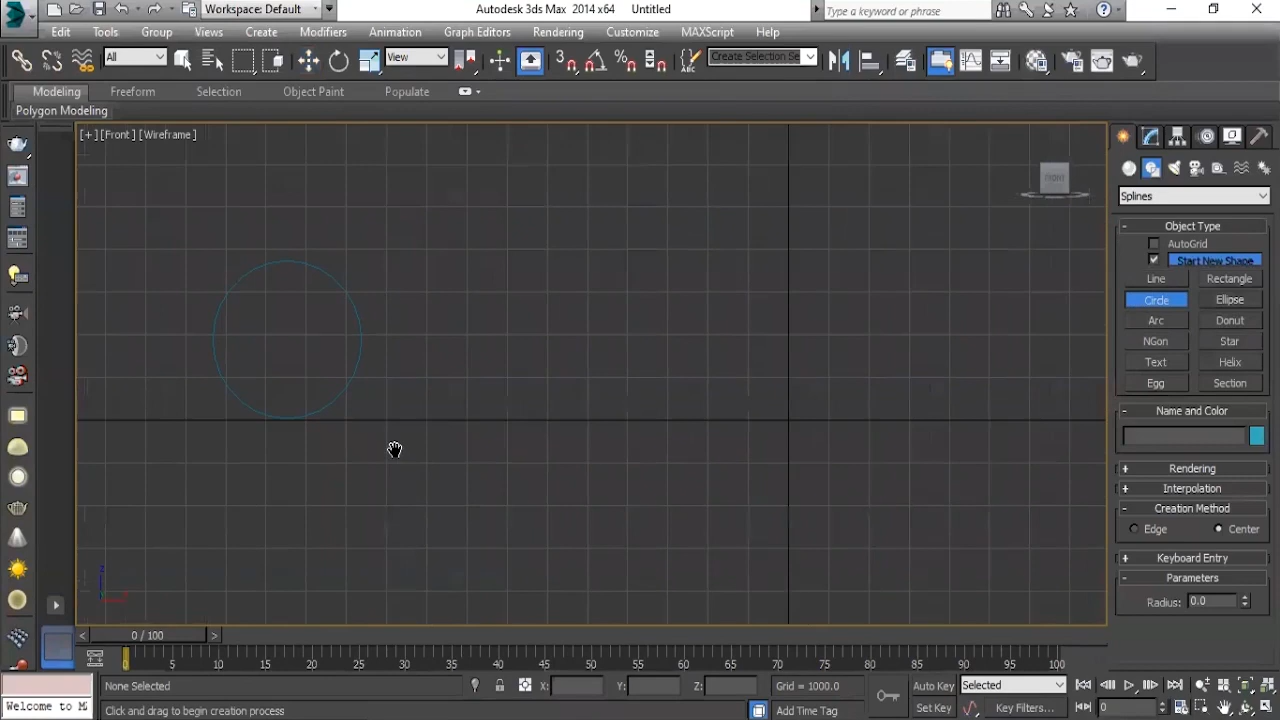 Workspace: Default
Autodesk 3ds Max 2014 x64
Untitled
Type a keyword or phrase
Edit Tools Group Views Create Modifiers Animation Graph Editors Rendering Customize MAXScript Help
All
View
3
Create Selection Se
Modeling Freeform Selection Object Paint Populate
Polygon Modeling
[+] [Front] [Wireframe]
FRONT
Splines
- Object Type
AutoGrid
Start New Shape
Line Rectangle
Circle Ellipse
Arc Donut
NGon Star
Text Helix
Egg Section
- Name and Color
+ Rendering
+ Interpolation
- Creation Method
Edge Center
+ Keyboard Entry
- Parameters
Radius: 0.0
z
< 0 / 100 >
0 5 10 15 20 25 30 35 40 45 50 55 60 65 70 75 80 85 90 95 100
None Selected
X: Y: Z:
Grid = 1000.0
Auto Key
Selected
Welcome to M
Click and drag to begin creation process
Add Time Tag
Set Key
Key Filters...
0